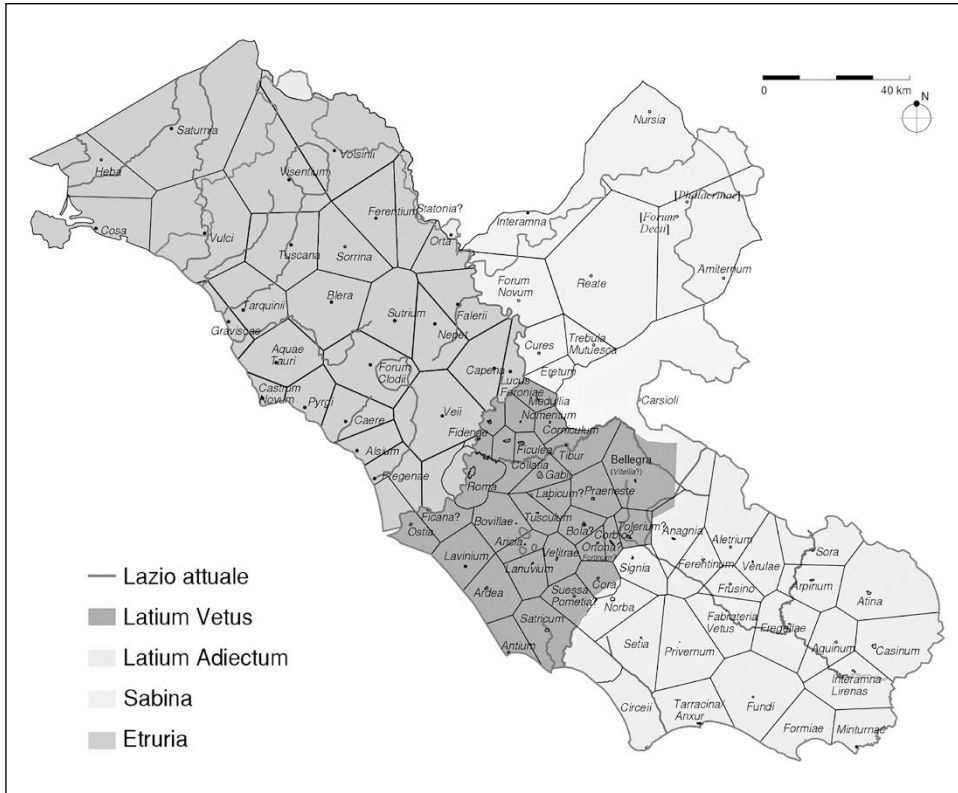 0 40 km
N
Nursia
Saturnia
Volsinii
Heba
Visentium
[Phalacrinae]
Statonia?
Ferentium
Interamna
[Forum
Decii]
Cosa
Vulci
Orta
Tuscana
Sorrina
Amiternum
Forum
Novum
Reate
Blera
Tarquinii
Sutrium
Falerii
Graviscae
Nepet
Cures
Trebula
Mutuesca
Aquae
Tauri
Forum
Clodii
Capena
Eretum
Lucus
Feroniae
Castrum
Novum
Pyrgi
Medullia
Carsioli
Caere
Veii
Nomentum
Corniculum
Fidenae
Alsium
Ficulea
Tibur
Bellegra
(Vitellia?)
Collatia
Fregenae
Roma
Gabii
Labicum?
Praeneste
Ficana?
Bovillae
Tusculum
Tolerium?
Ostia
Bola?
Corbio
Anagnia
Aletrium
Aricia
Ortona?
Sora
Lavinium
Velitrae
Signia
Ferentinum
Verulae
Lanuvium
Arpinum
Ardea
Suessa
Pometia?
Cora
Frusino
Atina
Norba
Fabrateria
Vetus
Fregellae
Satricum
Setia
Privernum
Aquinum
Casinum
Antium
Interamna
Lirenas
Circeii
Tarracina/
Anxur
Fundi
Formiae
Minturnae
Lazio attuale
Latium Vetus
Latium Adiectum
Sabina
Etruria